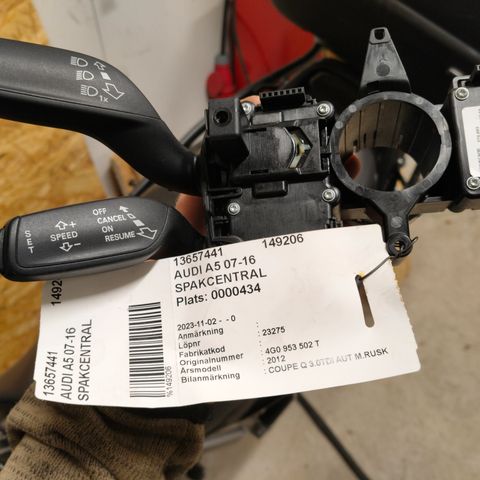 1x
OFF
CANCEL
ON
RESUME
SPEED
SET
13657441 149206
AUDI A5 07-16
SPAKCENTRAL
Plats: 0000434
2023-11-02 - - 0
Anmärkning
Löpnr : 23275
Fabrikatkod :
Originalnummer : 4G0 953 502 T
Årsmodell : 2012
Bilanmärkning : COUPE Q 3.0TDI AUT M.RUSK
%149206
13657441 149
AUDI A5 07-16
SPAKCENTRAL